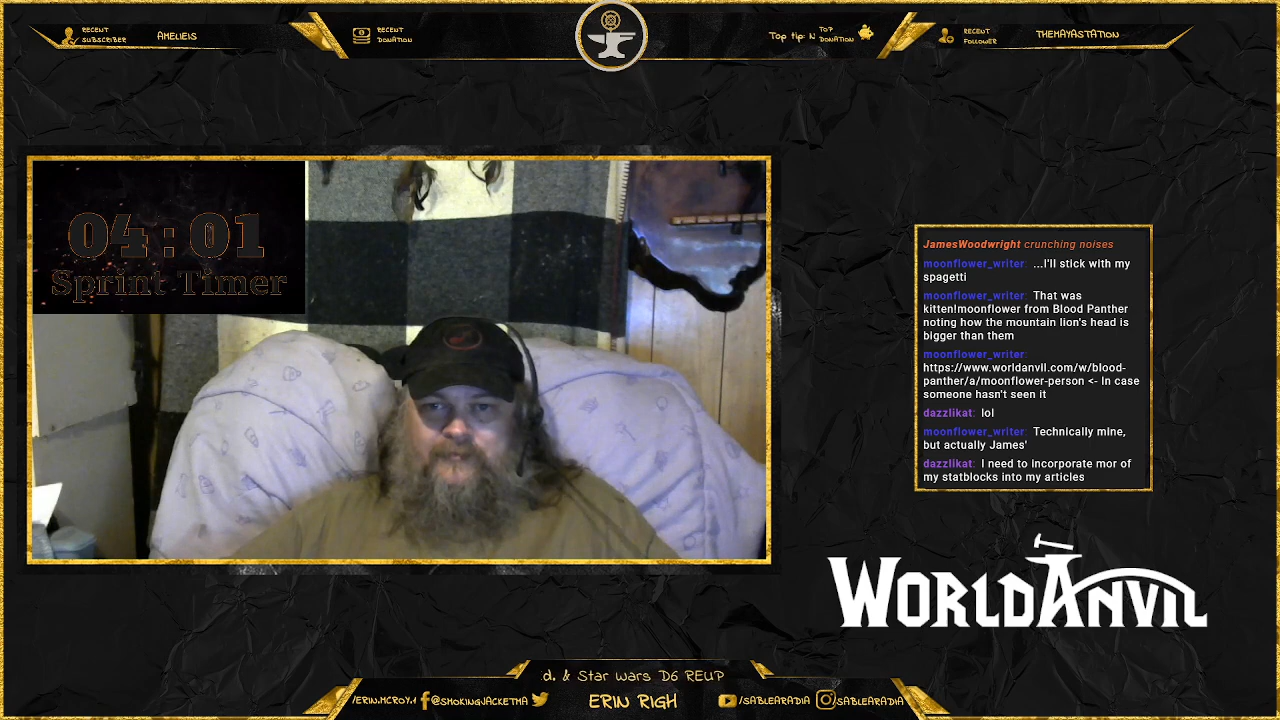 RECENT
SUBSCRIBER
AMELIEIS
RECENT
DONATION
Top tip: N
TOP
DONATION
RECENT
FOLLOWER
THEMAYASTATION
04:01
Sprint Timer
JamesWoodwright crunching noises
moonflower_writer: ...I'll stick with my
spagetti
moonflower_writer: That was
kitten!moonflower from Blood Panther
noting how the mountain lion's head is
bigger than them
moonflower_writer:
https://www.worldanvil.com/w/blood-
panther/a/moonflower-person <- In case
someone hasn't seen it
dazzlikat: lol
moonflower_writer: Technically mine,
but actually James'
dazzlikat: I need to incorporate mor of
my statblocks into my articles
WORLDANVIL
d. & Star Wars D6 REUP
/ERIN.MCROY.1
@SMOKINGJACKETMA
ERIN RIGH
/SABLEARADIA
/SABLEARADIA